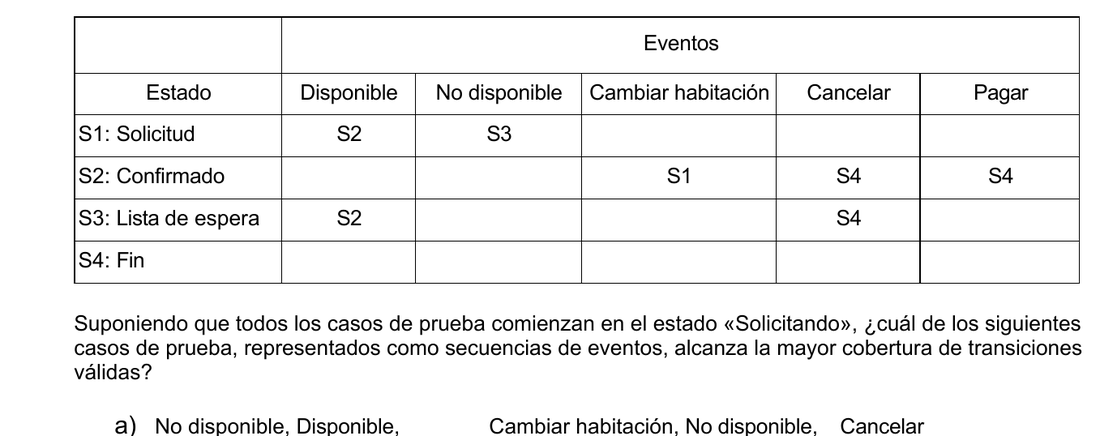 Eventos
Estado Disponible No disponible Cambiar habitación Cancelar Pagar
S1: Solicitud S2 S3
S2: Confirmado S1 S4 S4
S3: Lista de espera S2 S4
S4: Fin
Suponiendo que todos los casos de prueba comienzan en el estado «Solicitando», ¿cuál de los siguientes
casos de prueba, representados como secuencias de eventos, alcanza la mayor cobertura de transiciones
válidas?
a) No disponible, Disponible, Cambiar habitación, No disponible, Cancelar